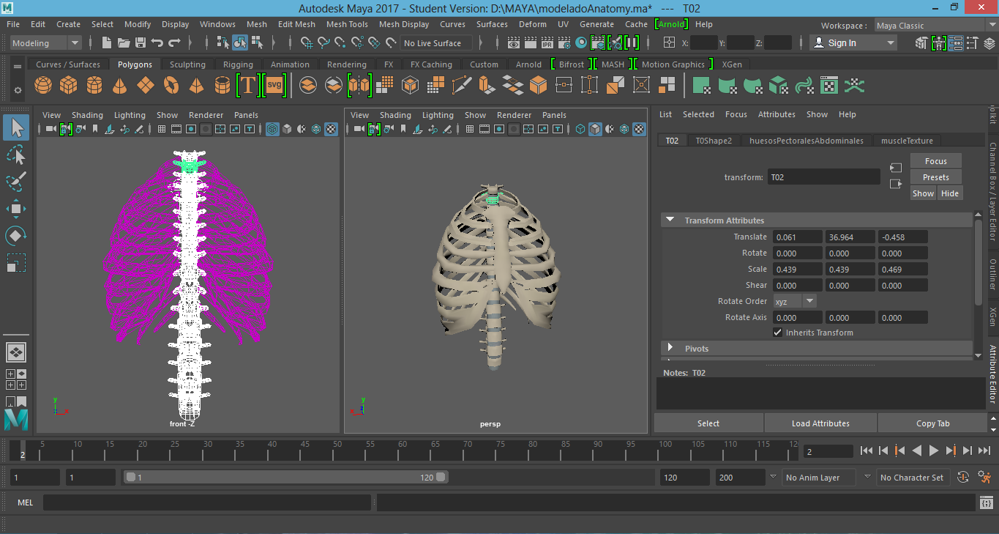 Autodesk Maya 2017 - Student Version: D:\MAYA\modeladoAnatomy.ma*   ---   T02
File Edit Create Select Modify Display Windows Mesh Edit Mesh Mesh Tools Mesh Display Curves Surfaces Deform UV Generate Cache [Arnold] Help Workspace : Maya Classic
Modeling No Live Surface X: Y: Z: Sign In
Curves / Surfaces Polygons Sculpting Rigging Animation Rendering FX FX Caching Custom Arnold [ Bifrost ] [ MASH ] [ Motion Graphics ] XGen
T svg
View Shading Lighting Show Renderer Panels
front -Z
View Shading Lighting Show Renderer Panels
persp
List Selected Focus Attributes Show Help
T02 T0Shape2 huesosPectoralesAbdominales muscleTexture
Focus
transform: T02 Presets
Show Hide
Transform Attributes
Translate 0.061 36.964 -0.458
Rotate 0.000 0.000 0.000
Scale 0.439 0.439 0.469
Shear 0.000 0.000 0.000
Rotate Order xyz
Rotate Axis 0.000 0.000 0.000
Inherits Transform
Pivots
Notes: T02
Select Load Attributes Copy Tab
Channel Box / Layer Editor
Outliner
XGen
Attribute Editor
5 10 15 20 25 30 35 40 45 50 55 60 65 70 75 80 85 90 95 100 105 110 115 12
2 2
1 1 1 120 120 200 No Anim Layer No Character Set
MEL